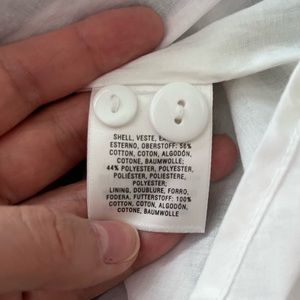 SHELL, VESTE,
ESTERNO, OBERSTOFF: 56%
COTTON, COTON, ALGODÓN,
COTONE, BAUMWOLLE;
44% POLYESTER, POLYESTER,
POLIÉSTER, POLIESTERE,
POLYESTER;
LINING, DOUBLURE, FORRO,
FODERA, FUTTERSTOFF: 100%
COTTON, COTON, ALGODÓN,
COTONE, BAUMWOLLE